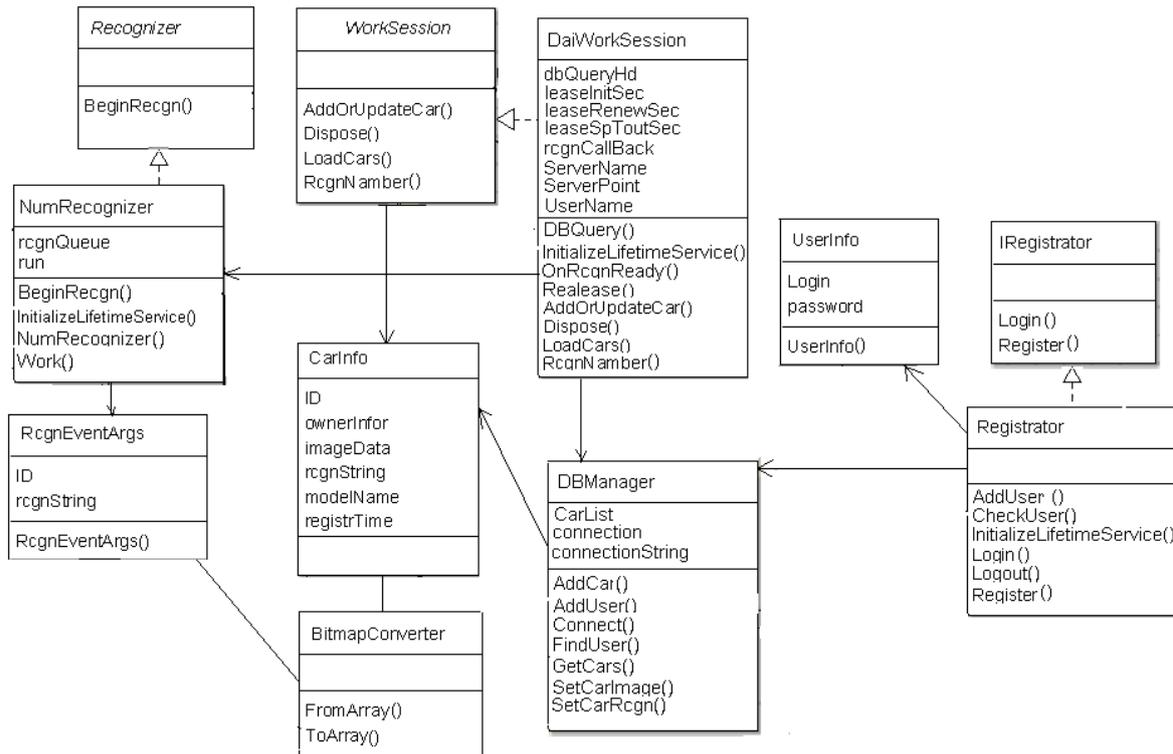 Recognizer
BeginRecgn()
WorkSession
AddOrUpdateCar()
Dispose()
LoadCars()
RcgnNamber()
DaiWorkSession
dbQueryHd
leaseInitSec
leaseRenewSec
leaseSpToutSec
rcgnCallBack
ServerName
ServerPoint
UserName
DBQuery()
InitializeLifetimeService()
OnRcgnReady()
Realease()
AddOrUpdateCar()
Dispose()
LoadCars()
RcgnNamber()
NumRecognizer
rcgnQueue
run
BeginRecgn()
InitializeLifetimeService()
NumRecognizer()
Work()
UserInfo
Login
password
UserInfo()
IRegistrator
Login()
Register()
CarInfo
ID
ownerInfor
imageData
rcgnString
modelName
registrTime
RcgnEventArgs
ID
rcgnString
RcgnEventArgs()
DBManager
CarList
connection
connectionString
AddCar()
AddUser()
Connect()
FindUser()
GetCars()
SetCarImage()
SetCarRcgn()
Registrator
AddUser ()
CheckUser()
InitializeLifetimeService()
Login()
Logout()
Register()
BitmapConverter
FromArray()
ToArray()